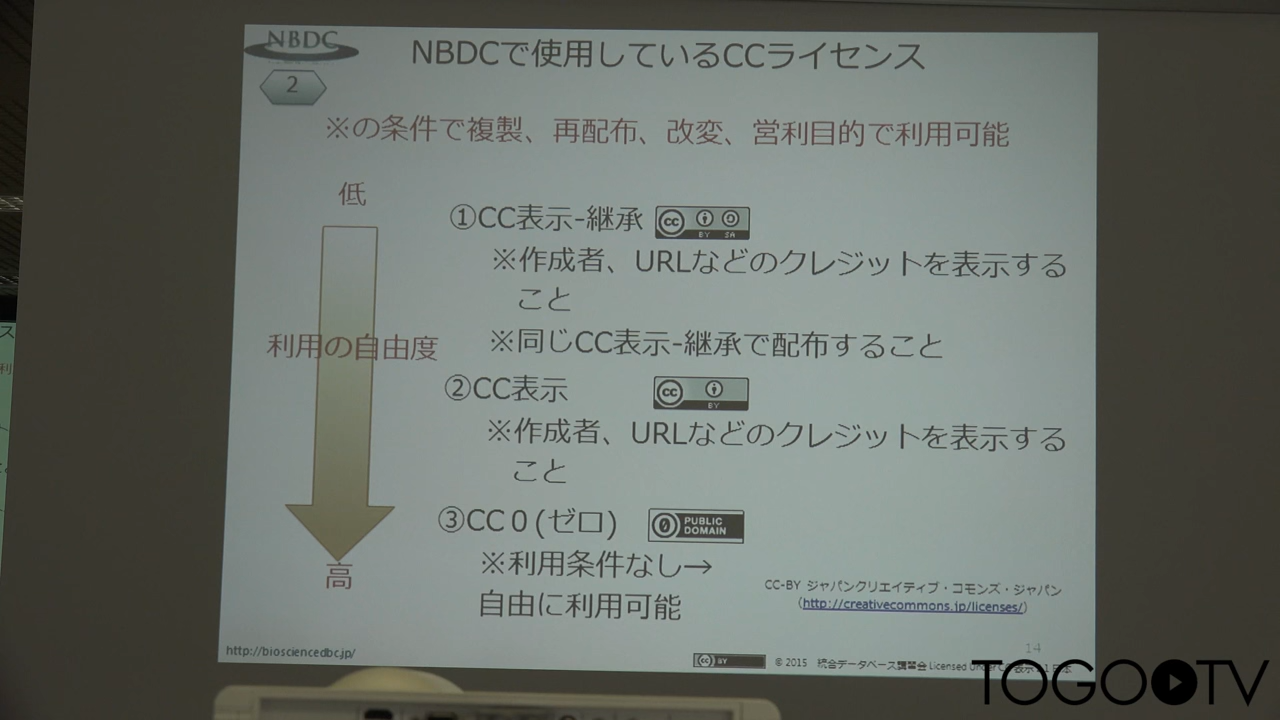 NBDC
NBDCで使用しているCCライセンス
2
※の条件で複製、再配布、改変、営利目的で利用可能
低
①CC表示-継承
cc
BY SA
※作成者、URLなどのクレジットを表示する
こと
利用の自由度
※同じCC表示-継承で配布すること
②CC表示
cc
BY
※作成者、URLなどのクレジットを表示する
こと
③CC０(ゼロ)
0 PUBLIC
DOMAIN
※利用条件なし→
自由に利用可能
高
CC-BY ジャパンクリエイティブ・コモンズ・ジャパン
(http://creativecommons.jp/licenses/)
14
http://biosciencedbc.jp/
cc BY
© 2015 統合データベース講習会 Licensed Under CC 表示
TOGOTV